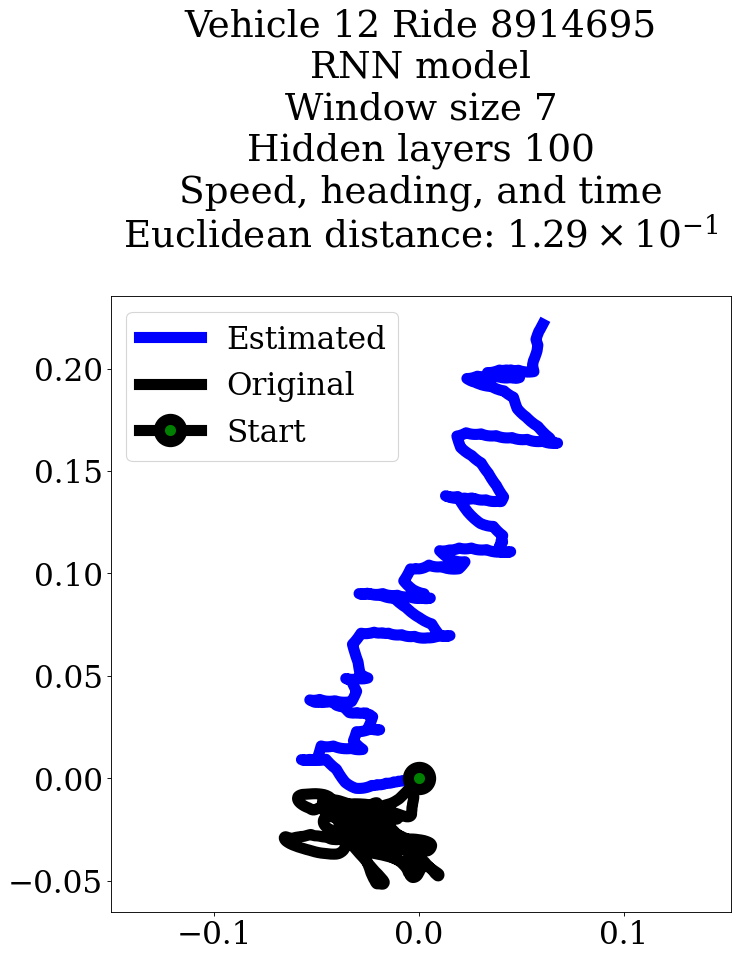 Vehicle 12 Ride 8914695
RNN model
Window size 7
Hidden layers 100
Speed, heading, and time
Euclidean distance: 1.29 × 10⁻¹
Estimated
Original
Start
0.20
0.15
0.10
0.05
0.00
−0.05
−0.1
0.0
0.1